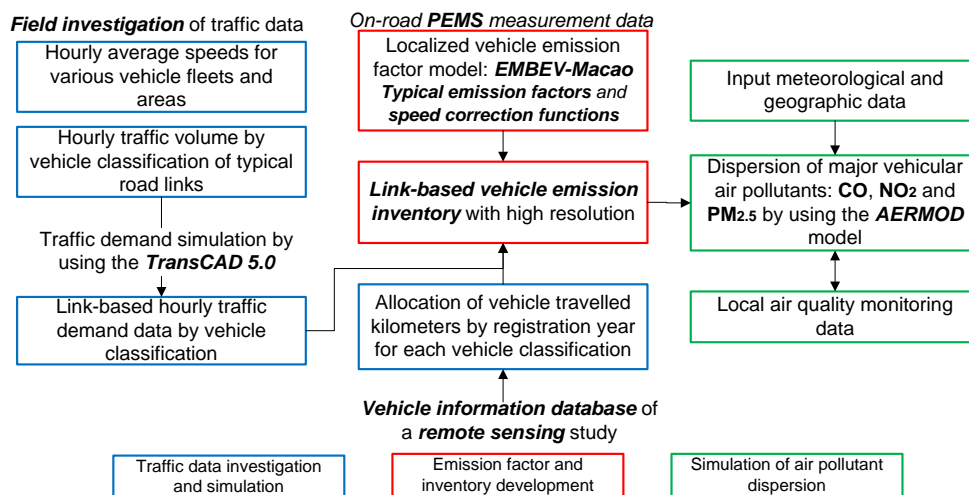 Field investigation of traffic data
Hourly average speeds for
various vehicle fleets and
areas
Hourly traffic volume by
vehicle classification of typical
road links
Traffic demand simulation by
using the TransCAD 5.0
Link-based hourly traffic
demand data by vehicle
classification
On-road PEMS measurement data
Localized vehicle emission
factor model: EMBEV-Macao
Typical emission factors and
speed correction functions
Link-based vehicle emission
inventory with high resolution
Allocation of vehicle travelled
kilometers by registration year
for each vehicle classification
Vehicle information database of
a remote sensing study
Input meteorological and
geographic data
Dispersion of major vehicular
air pollutants: CO, NO2 and
PM2.5 by using the AERMOD
model
Local air quality monitoring
data
Traffic data investigation
and simulation
Emission factor and
inventory development
Simulation of air pollutant
dispersion